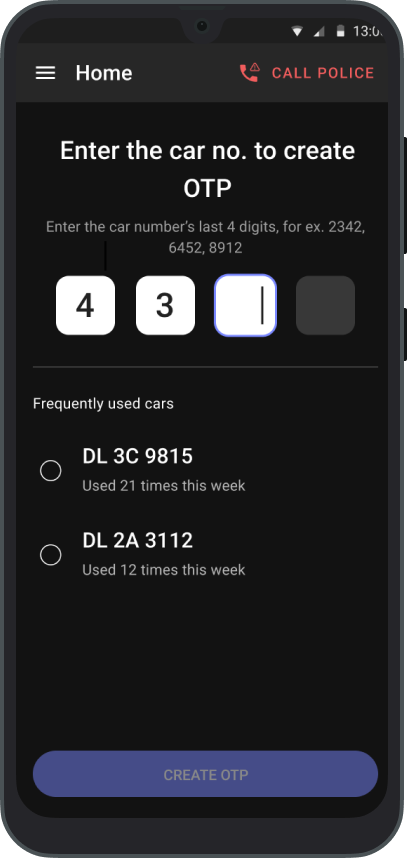 13:0
Home
CALL POLICE
Enter the car no. to create
OTP
Enter the car number's last 4 digits, for ex. 2342,
6452, 8912
4 3
Frequently used cars
DL 3C 9815
Used 21 times this week
DL 2A 3112
Used 12 times this week
CREATE OTP